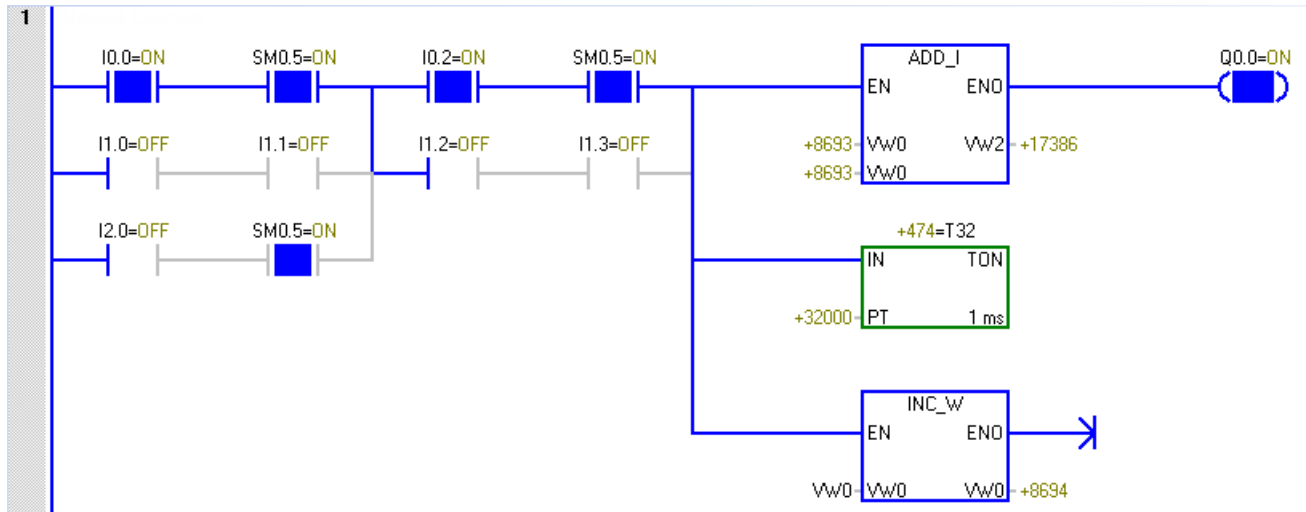 1
I0.0=ON SM0.5=ON I0.2=ON SM0.5=ON ADD_I Q0.0=ON
EN ENO
I1.0=OFF I1.1=OFF I1.2=OFF I1.3=OFF +8693 VW0 VW2 +17386
+8693 VW0
I2.0=OFF SM0.5=ON +474=T32
IN TON
+32000 PT 1 ms
INC_W
EN ENO
VW0 VW0 VW0 +8694